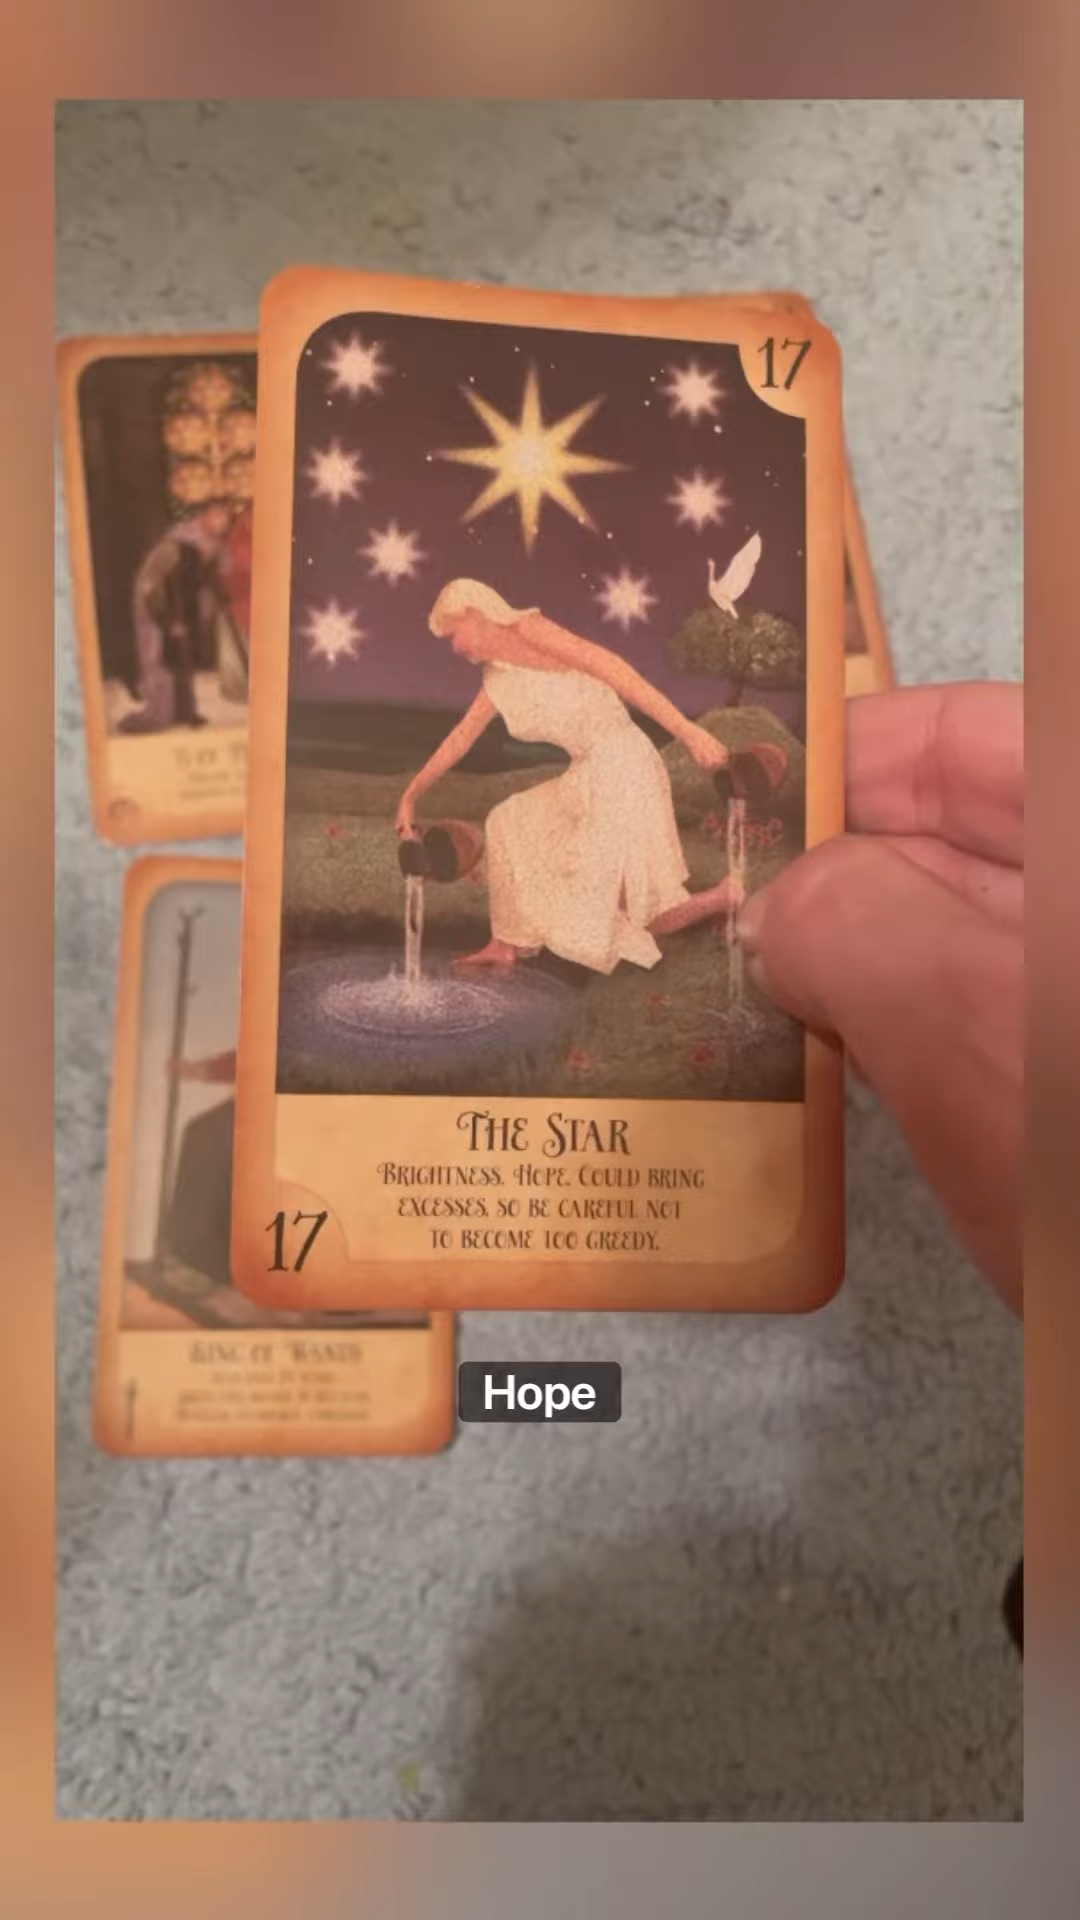 17
THE STAR
BRIGHTNESS. HOPE. COULD BRING
EXCESSES, SO BE CAREFUL NOT
TO BECOME TOO GREEDY.
17
KING OF WANDS
Hope